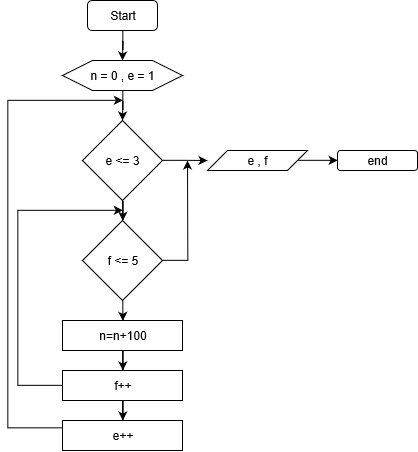 Start
n = 0 , e = 1
e <= 3
e , f
end
f <= 5
n=n+100
f++
e++